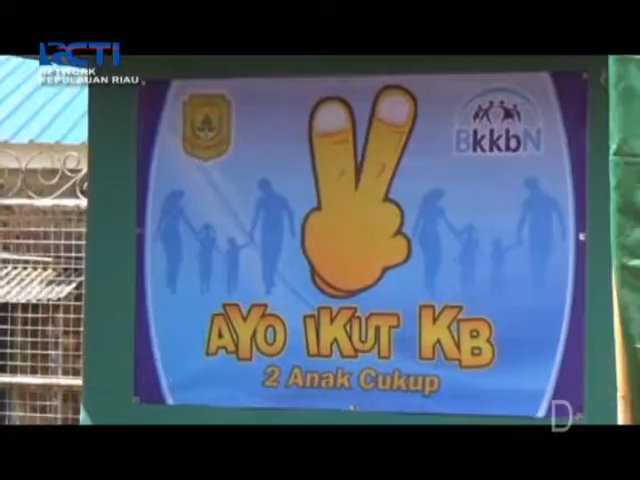 RCTI
NETWORK
KEPULAUAN RIAU
BkkbN
AYO IKUT KB
2 Anak Cukup
D